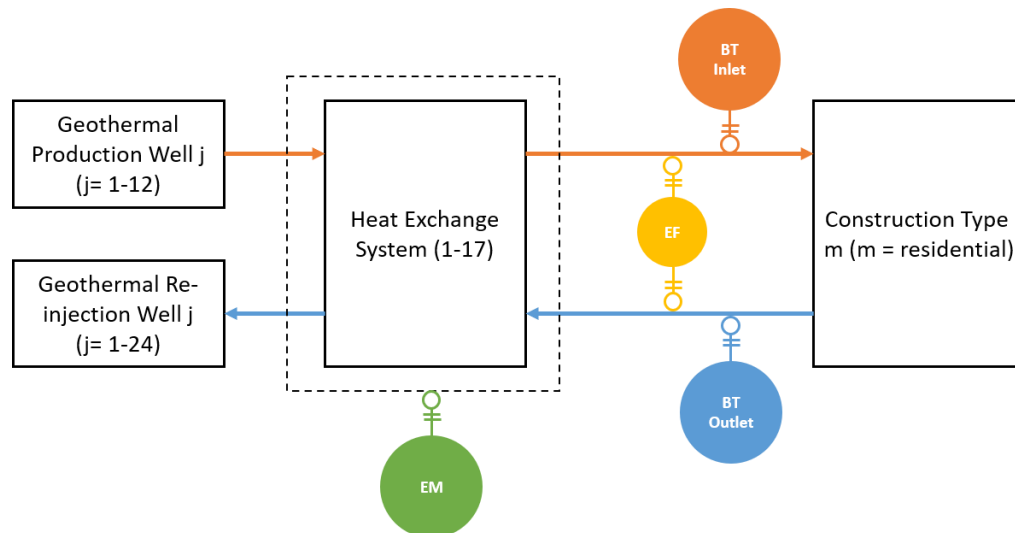 BT
Inlet
Geothermal
Production Well j
(j= 1-12)
Heat Exchange
System (1-17)
EF
Construction Type
m (m = residential)
Geothermal Re-
injection Well j
(j= 1-24)
BT
Outlet
EM